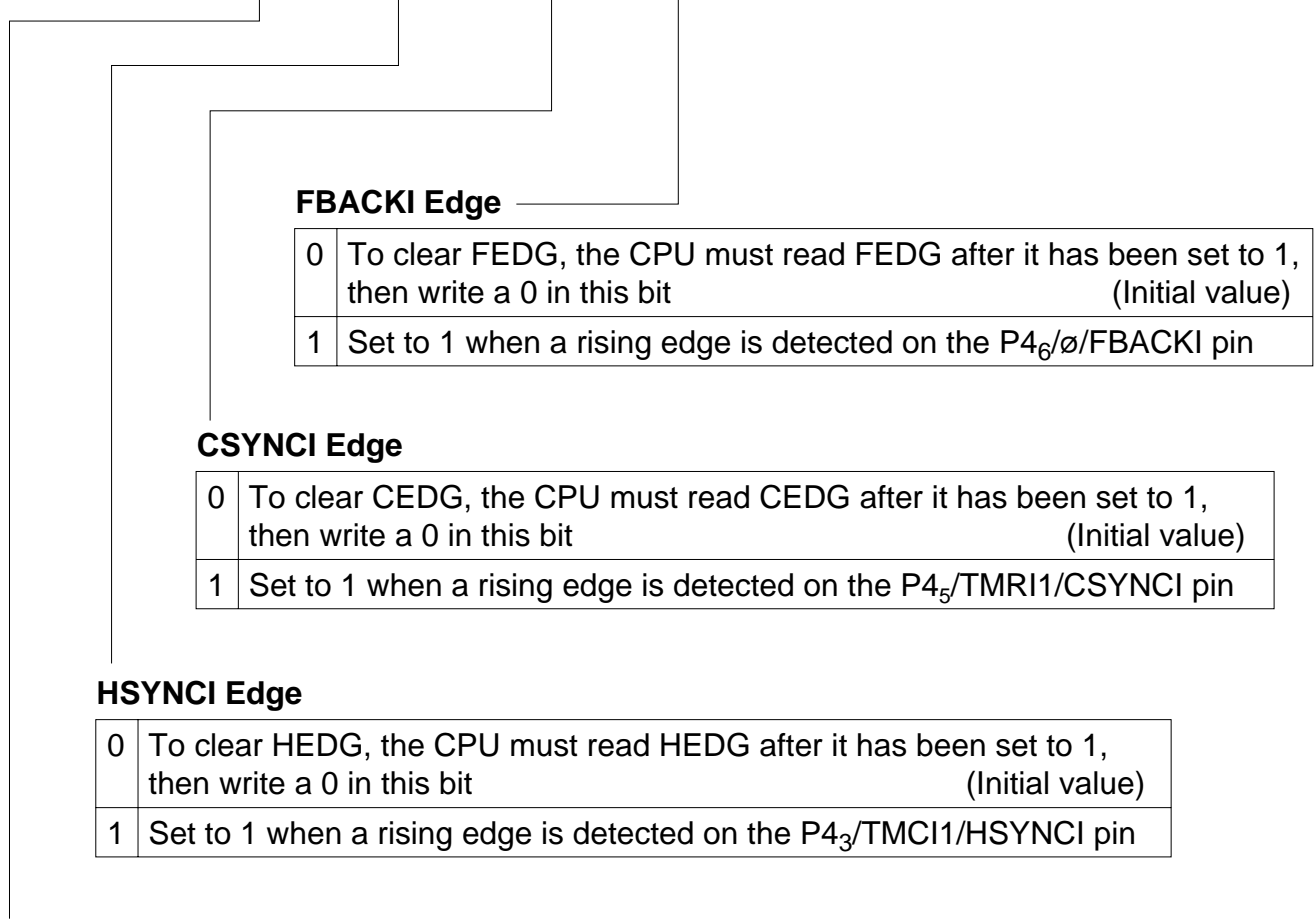 FBACKI Edge
0 To clear FEDG, the CPU must read FEDG after it has been set to 1,
then write a 0 in this bit (Initial value)
1 Set to 1 when a rising edge is detected on the P4₆/ø/FBACKI pin
CSYNCI Edge
0 To clear CEDG, the CPU must read CEDG after it has been set to 1,
then write a 0 in this bit (Initial value)
1 Set to 1 when a rising edge is detected on the P4₅/TMRI1/CSYNCI pin
HSYNCI Edge
0 To clear HEDG, the CPU must read HEDG after it has been set to 1,
then write a 0 in this bit (Initial value)
1 Set to 1 when a rising edge is detected on the P4₃/TMCI1/HSYNCI pin